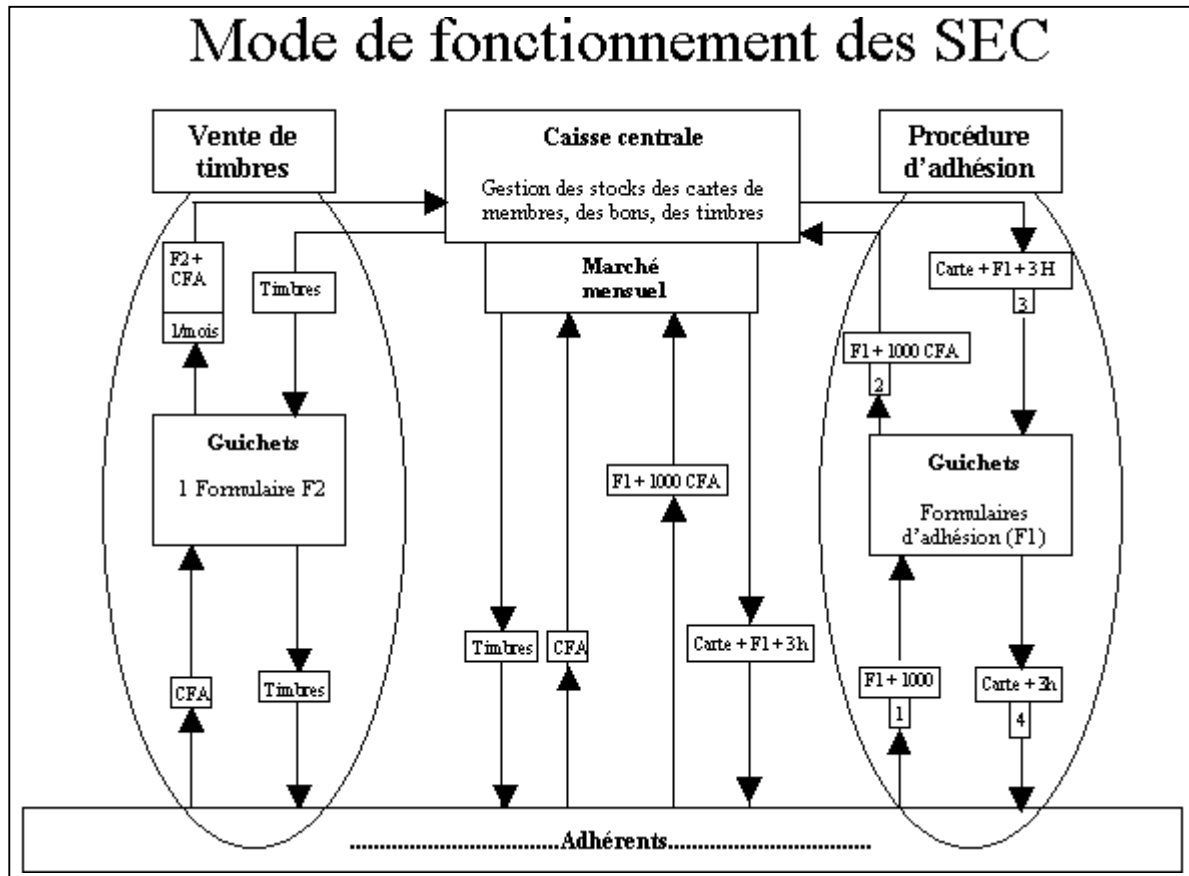 Mode de fonctionnement des SEC
Vente de
timbres
Caisse centrale
Gestion des stocks des cartes de
membres, des bons, des timbres
Procédure
d'adhésion
Marché
mensuel
F2 +
CFA
1/mois
Timbres
Carte + F1 + 3 H
3
F1 + 1000 CFA
2
Guichets
1 Formulaire F2
Guichets
Formulaires
d'adhésion (F1)
F1 + 1000 CFA
CFA
Timbres
Timbres
CFA
Carte + F1 + 3h
F1 + 1000
1
Carte + 3h
4
..................................Adhérents..................................